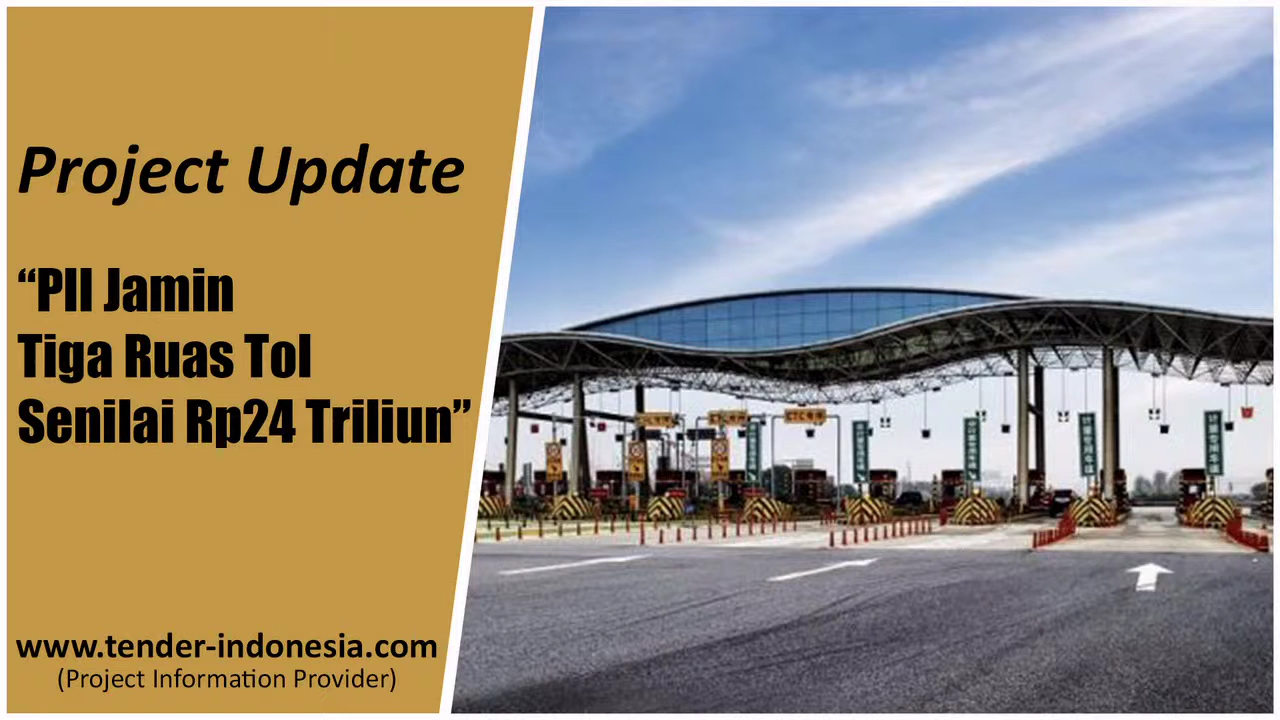 Project Update
“PII Jamin
Tiga Ruas Tol
Senilai Rp24 Triliun”
www.tender-indonesia.com
(Project Information Provider)